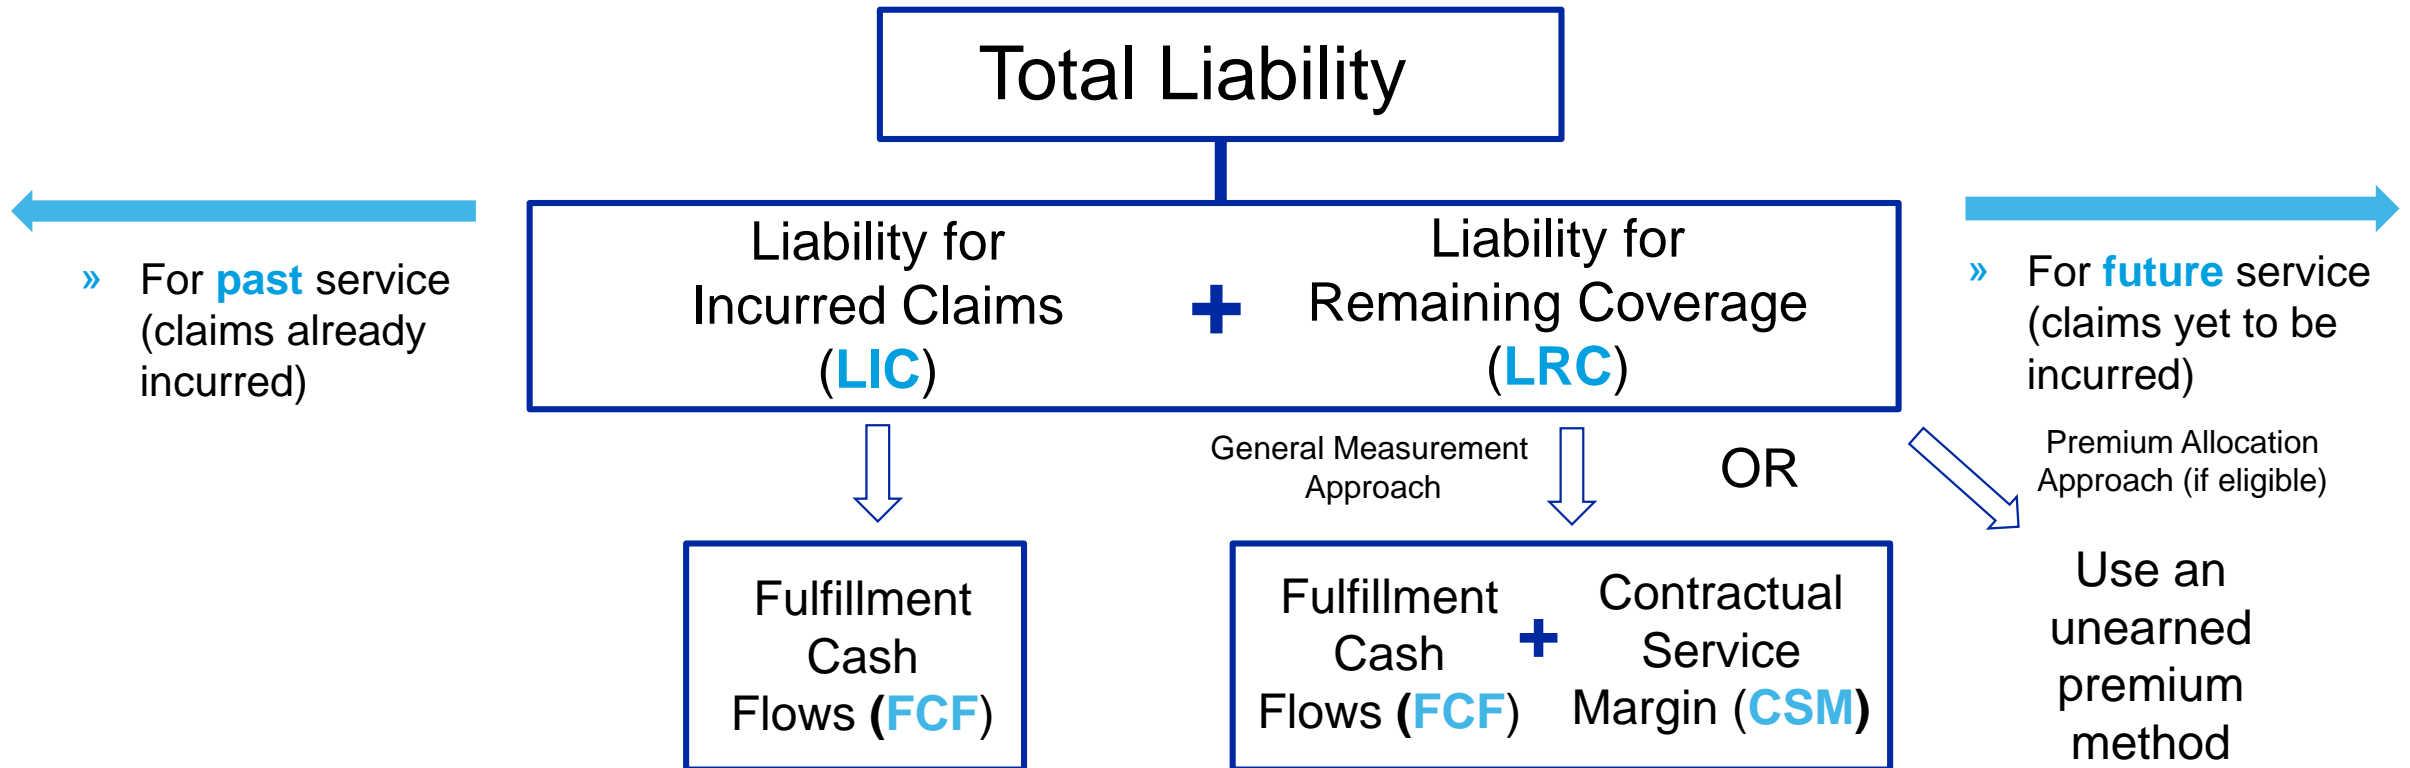 Total Liability
» For past service
(claims already
incurred)
Liability for
Incurred Claims
(LIC)
+
Liability for
Remaining Coverage
(LRC)
» For future service
(claims yet to be
incurred)
General Measurement
Approach
OR
Premium Allocation
Approach (if eligible)
Fulfillment
Cash
Flows (FCF)
Fulfillment
Cash
Flows (FCF)
+
Contractual
Service
Margin (CSM)
Use an
unearned
premium
method